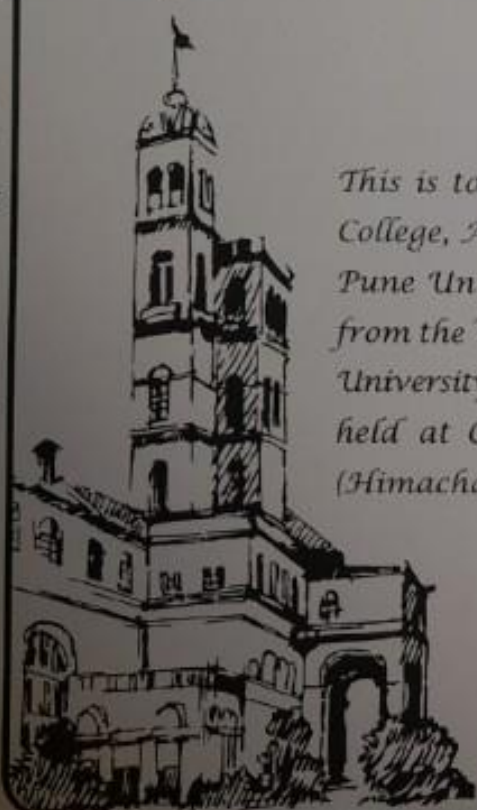 This is to
College,
Pune Un
from the
University
held at
(Himacha